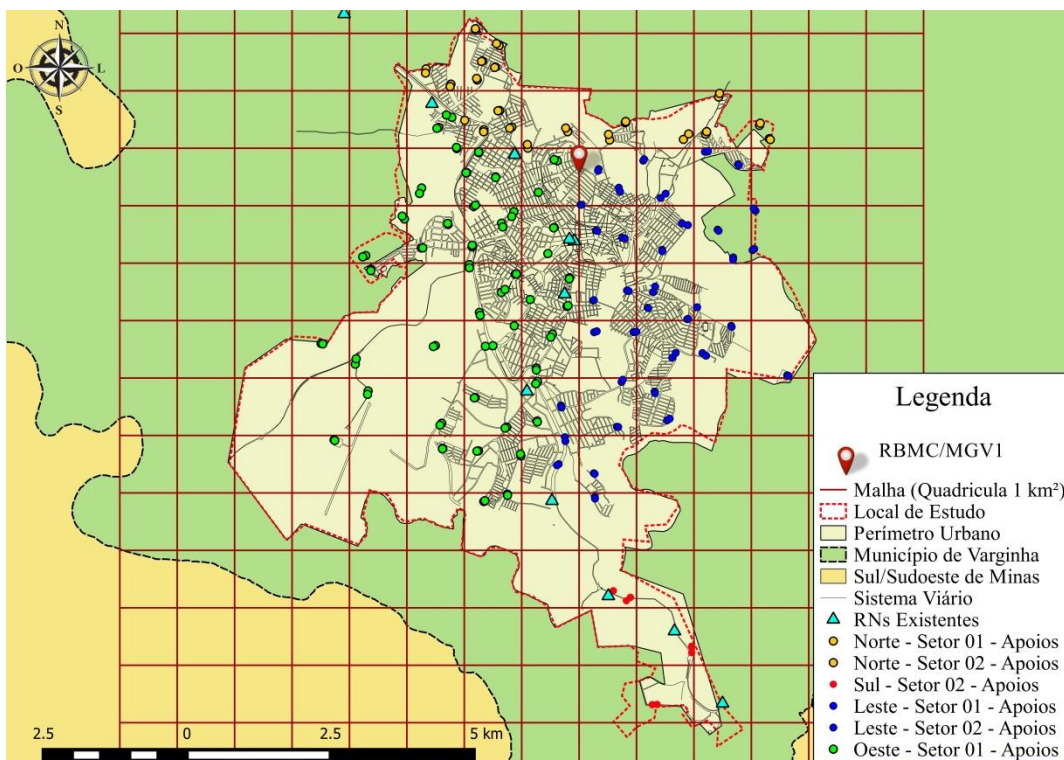 N
O
L
S
Legenda
RBMC/MGV1
Malha (Quadricula 1 km²)
Local de Estudo
Perímetro Urbano
Município de Varginha
Sul/Sudoeste de Minas
Sistema Viário
RNs Existentes
Norte - Setor 01 - Apoios
Norte - Setor 02 - Apoios
Sul - Setor 02 - Apoios
Leste - Setor 01 - Apoios
Leste - Setor 02 - Apoios
Oeste - Setor 01 - Apoios
2.5 0 2.5 5 km